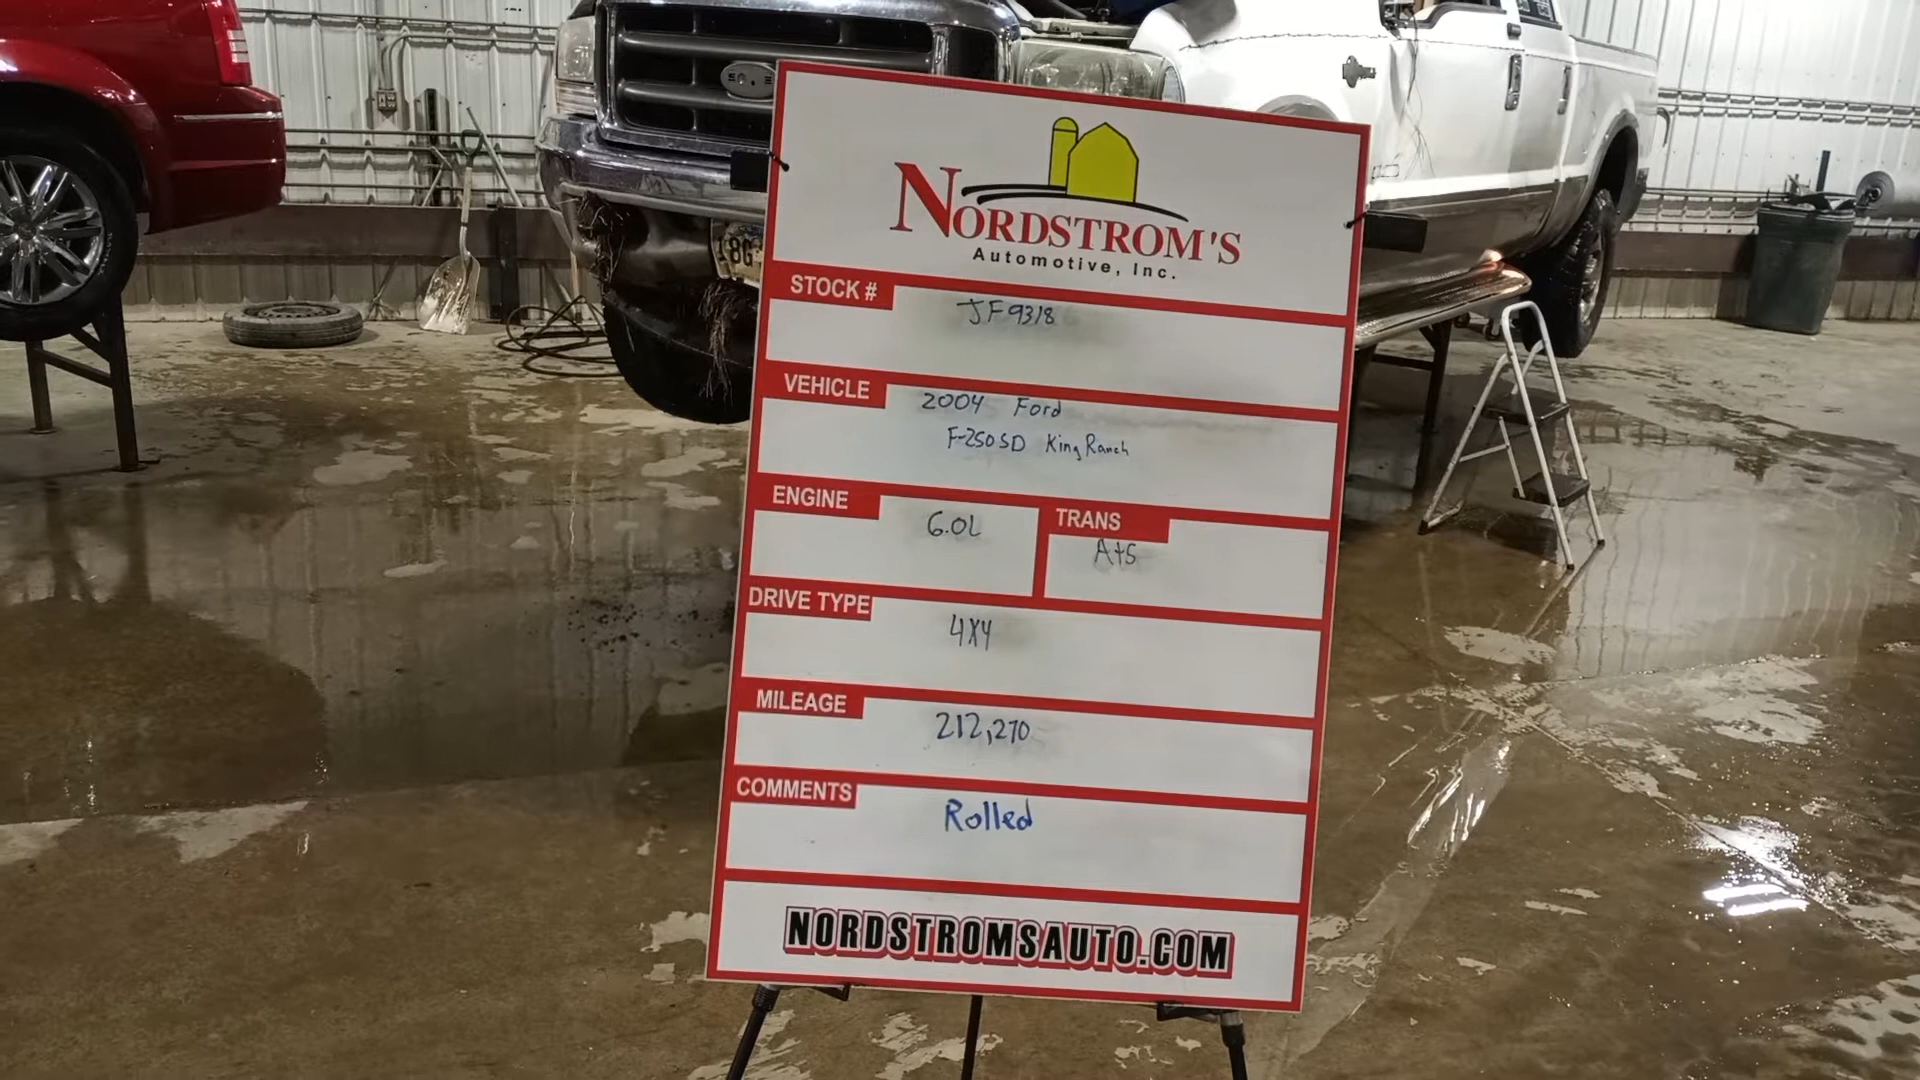 NORDSTROM'S
Automotive, Inc.
STOCK #
JF9318
VEHICLE
2004 Ford
F-250SD King Ranch
ENGINE
6.0L
TRANS
AtS
DRIVE TYPE
4X4
MILEAGE
212,270
COMMENTS
Rolled
NORDSTROMSAUTO.COM